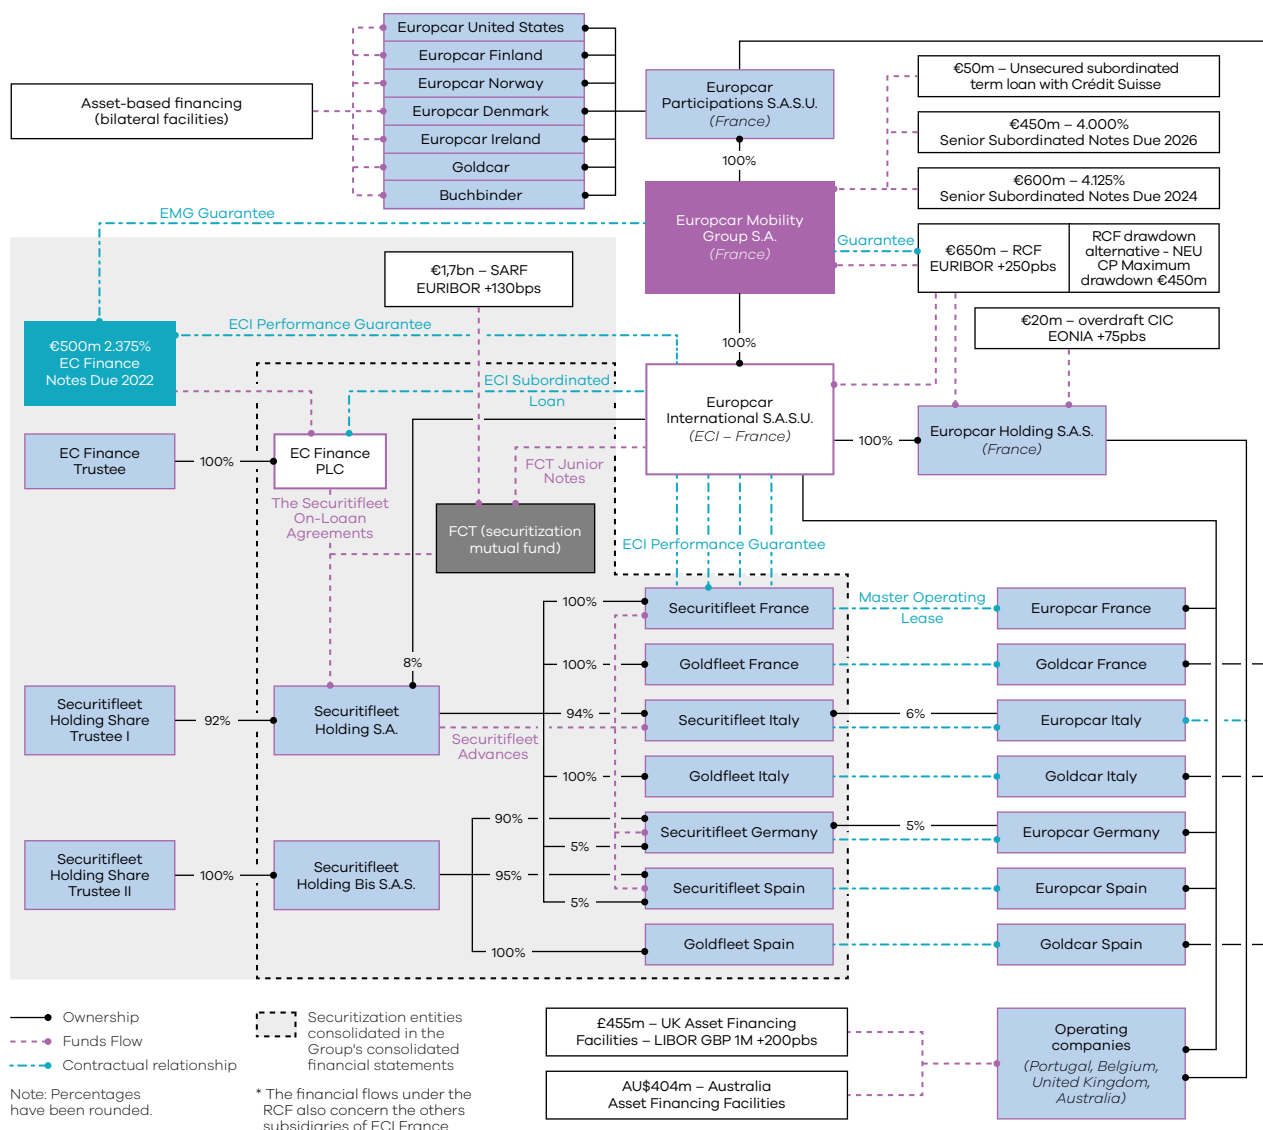 Europcar United States
Europcar Finland
Europcar Norway
Europcar Denmark
Europcar Ireland
Goldcar
Buchbinder
Asset-based financing
(bilateral facilities)
Europcar
Participations S.A.S.U.
(France)
€50m – Unsecured subordinated
term loan with Crédit Suisse
€450m – 4.000%
Senior Subordinated Notes Due 2026
€600m – 4.125%
Senior Subordinated Notes Due 2024
100%
EMG Guarantee
Europcar Mobility
Group S.A.
(France)
Guarantee
€650m – RCF
EURIBOR +250pbs
RCF drawdown
alternative - NEU
CP Maximum
drawdown €450m
€1,7bn – SARF
EURIBOR +130bps
€20m – overdraft CIC
EONIA +75pbs
€500m 2.375%
EC Finance
Notes Due 2022
ECI Performance Guarantee
100%
ECI Subordinated
Loan
Europcar
International S.A.S.U.
(ECI – France)
100%
Europcar Holding S.A.S.
(France)
EC Finance
Trustee
100%
EC Finance
PLC
FCT Junior
Notes
The Securitifleet
On-Loaan
Agreements
FCT (securitization
mutual fund)
ECI Performance Guarantee
100%
Securitifleet France
Master Operating
Lease
Europcar France
8%
100%
Goldfleet France
Goldcar France
Securitifleet
Holding Share
Trustee I
92%
Securitifleet
Holding S.A.
94%
Securitifleet Italy
6%
Europcar Italy
Securitifleet
Advances
100%
Goldfleet Italy
Goldcar Italy
90%
Securitifleet Germany
5%
Europcar Germany
5%
Securitifleet
Holding Share
Trustee II
100%
Securitifleet
Holding Bis S.A.S.
95%
Securitifleet Spain
Europcar Spain
5%
100%
Goldfleet Spain
Goldcar Spain
Ownership
Funds Flow
Contractual relationship
Note: Percentages
have been rounded.
Securitization entities
consolidated in the
Group's consolidated
financial statements
* The financial flows under the
RCF also concern the others
subsidiaries of ECI France
£455m – UK Asset Financing
Facilities – LIBOR GBP 1M +200pbs
AU$404m – Australia
Asset Financing Facilities
Operating
companies
(Portugal, Belgium,
United Kingdom,
Australia)